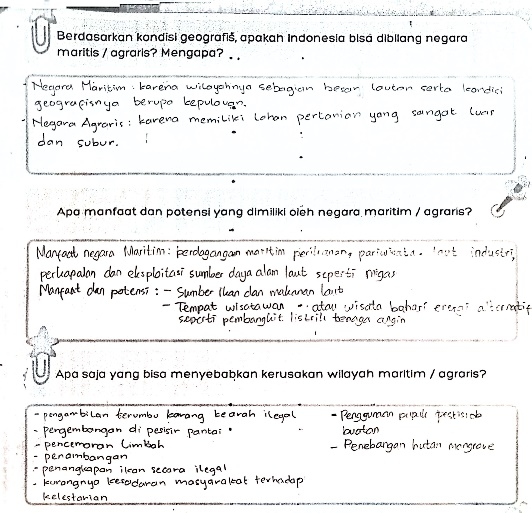 Berdasarkan kondisi geografis, apakah Indonesia bisa dibilang negara
maritis / agraris? Mengapa?
Negara Maritim : karena wilayahnya sebagian besar lautan serta kondisi
geografisnya berupa kepulauan.
Negara Agraris : karena memiliki lahan pertanian yang sangat luas
dan subur.
Apa manfaat dan potensi yang dimiliki oleh negara maritim / agraris?
Manfaat negara Maritim : perdagangan maritim perikanan, pariwisata laut industri
perkapalan dan eksploitasi sumber daya alam laut seperti migas
Manfaat dan potensi : - Sumber ikan dan makanan laut
- Tempat wisatawan atau wisata bahari energi alternatif
seperti pembangkit listrik tenaga angin
Apa saja yang bisa menyebabkan kerusakan wilayah maritim / agraris?
- pengambilan terumbu karang kearah ilegal
- pengembangan di pesisir pantai
- pencemaran limbah
- penambangan
- penangkapan ikan secara ilegal
- kurangnya kesadaran masyarakat terhadap
kelestarian
- Penggunaan pupuk pestisida
buatan
- Penebangan hutan mangrove